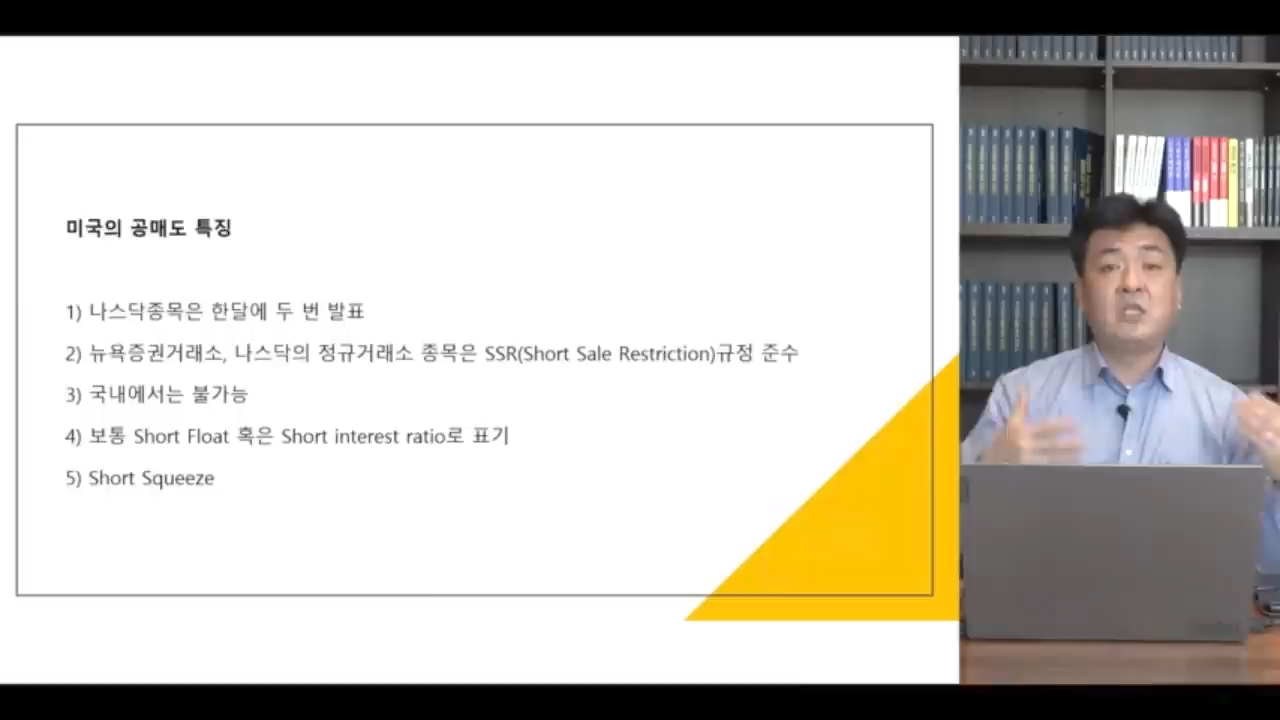 미국의 공매도 특징
1) 나스닥종목은 한달에 두 번 발표
2) 뉴욕증권거래소, 나스닥의 정규거래소 종목은 SSR(Short Sale Restriction)규정 준수
3) 국내에서는 불가능
4) 보통 Short Float 혹은 Short interest ratio로 표기
5) Short Squeeze